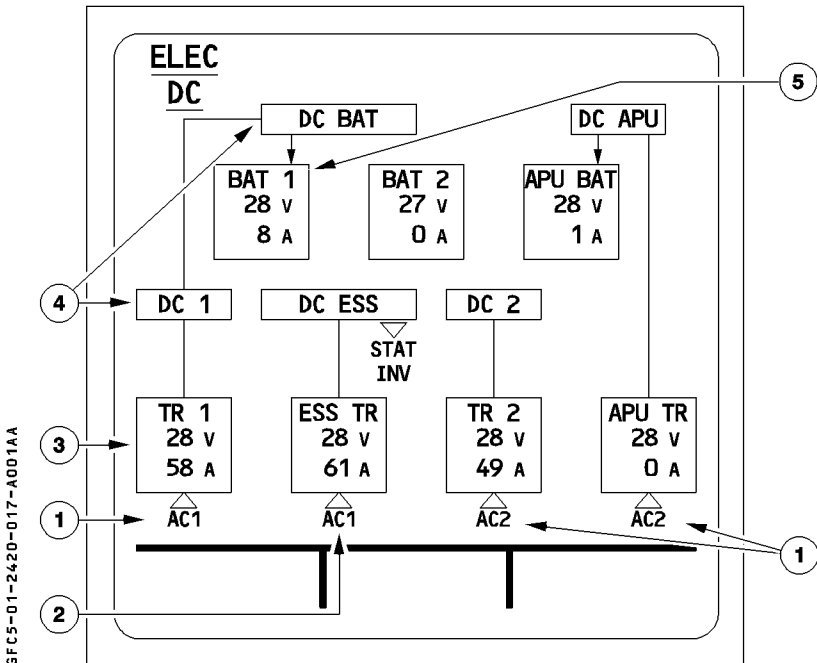 ELEC
DC
5
DC BAT
DC APU
BAT 1
28 V
8 A
BAT 2
27 V
0 A
APU BAT
28 V
1 A
4
DC 1
DC ESS
DC 2
STAT
INV
TR 1
28 V
58 A
ESS TR
28 V
61 A
TR 2
28 V
49 A
APU TR
28 V
0 A
3
1
AC1
AC1
AC2
AC2
1
2
GFC5-01-2420-017-A001AA